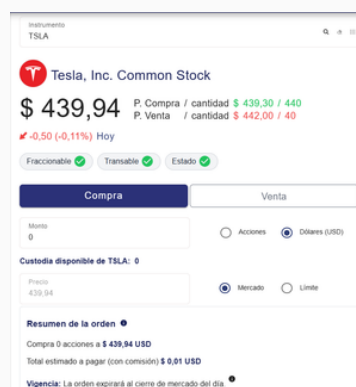 Instrumento
TSLA
Tesla, Inc. Common Stock
$ 439,94
P. Compra / cantidad $ 439,30 / 440
P. Venta / cantidad $ 442,00 / 40
-0,50 (-0,11%) Hoy
Fraccionable Transable Estado
Compra Venta
Monto
0
Acciones Dólares (USD)
Custodia disponible de TSLA: 0
Precio
439,94
Mercado Límite
Resumen de la orden
Compra 0 acciones a $ 439,94 USD
Total estimado a pagar (con comisión) $ 0,01 USD
Vigencia: La orden expirará al cierre de mercado del día.